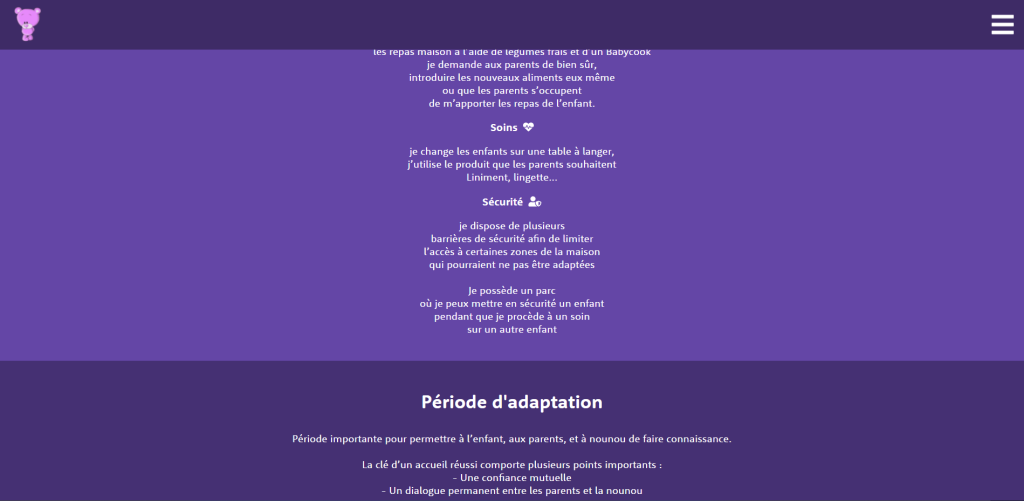 les repas maison à l'aide de légumes frais et d'un Babycook
je demande aux parents de bien sûr,
introduire les nouveaux aliments eux même
ou que les parents s’occupent
de m’apporter les repas de l’enfant.
Soins
je change les enfants sur une table à langer,
j’utilise le produit que les parents souhaitent
Liniment, lingette...
Sécurité
je dispose de plusieurs
barrières de sécurité afin de limiter
l’accès à certaines zones de la maison
qui pourraient ne pas être adaptées
Je possède un parc
où je peux mettre en sécurité un enfant
pendant que je procède à un soin
sur un autre enfant
Période d'adaptation
Période importante pour permettre à l’enfant, aux parents, et à nounou de faire connaissance.
La clé d’un accueil réussi comporte plusieurs points importants :
- Une confiance mutuelle
- Un dialogue permanent entre les parents et la nounou